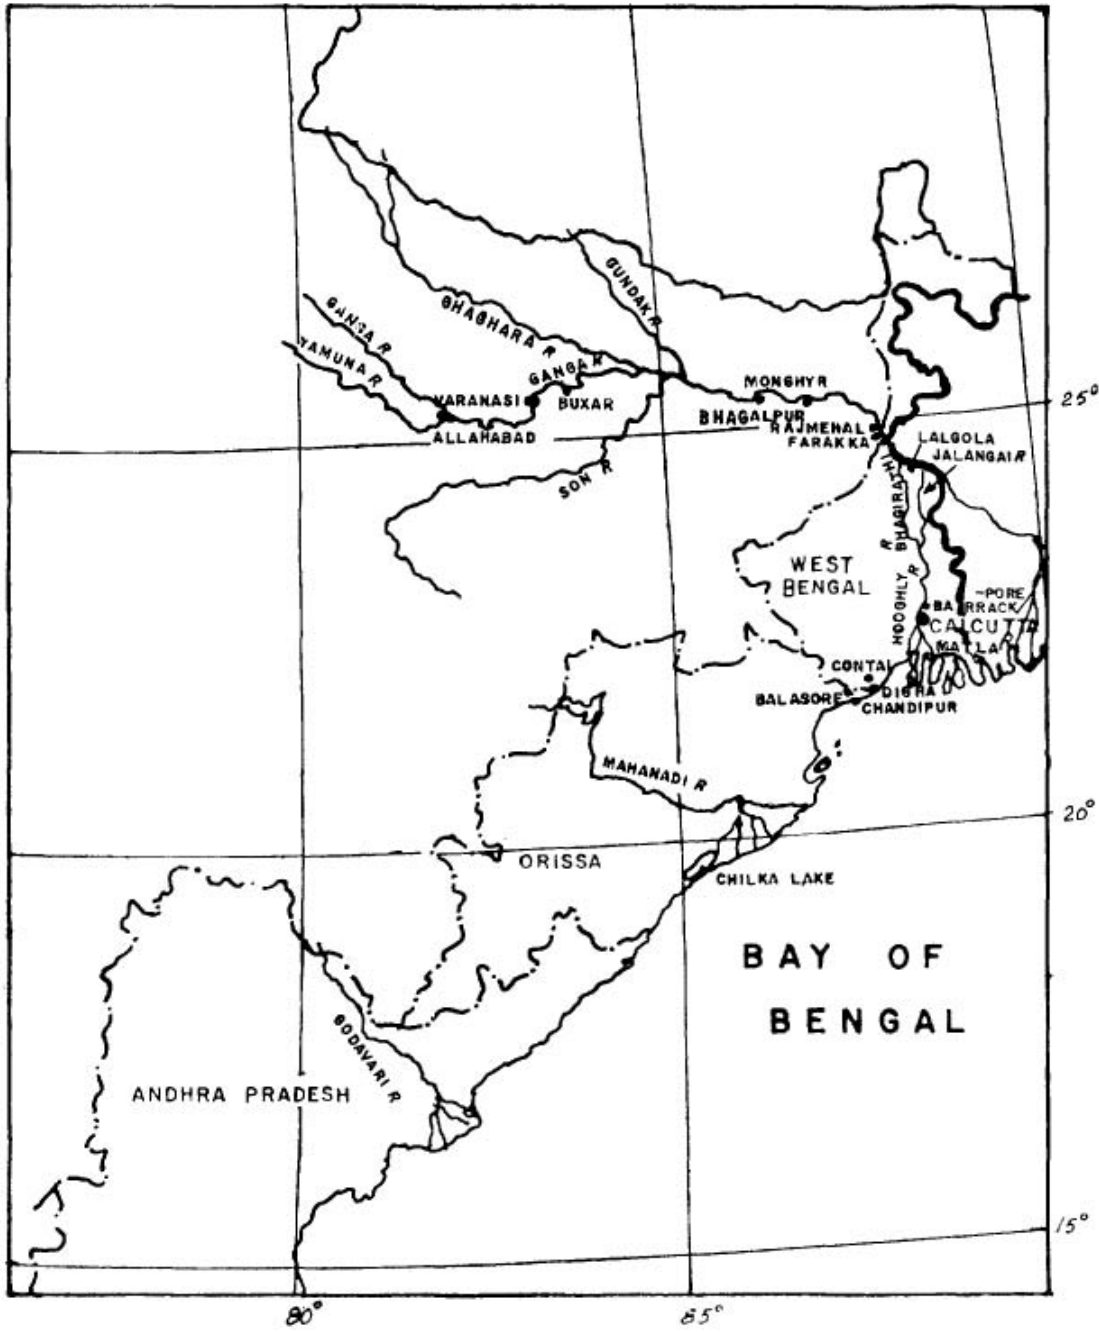 GUNDAK R
GANGA R
GHAGHARA R
YAMUNA R
GANGA R
MONGHYR
VARANASI
BUXAR
25°
BHAGALPUR
ALLAHABAD
RAJMEHAL
FARAKKA
LALGOLA
JALANGAI R
SON R
BHAGIRATHI R
WEST
BENGAL
HOOGHLY R
-PORE
BARRACK
CALCUTTA
MATLA R
CONTAI
BALASORE
DIGHA
CHANDIPUR
MAHANADI R
20°
ORISSA
CHILKA LAKE
BAY OF
BENGAL
GODAVARI R
ANDHRA PRADESH
15°
80°
85°